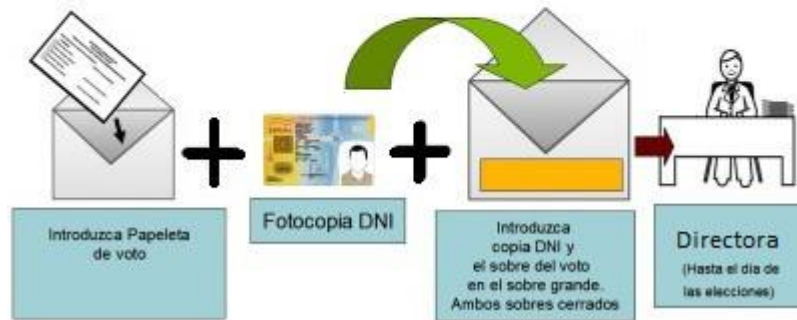 Introduzca Papeleta
de voto
Fotocopia DNI
Introduzca
copia DNI y
el sobre del voto
en el sobre grande.
Ambos sobres cerrados
Directora
(Hasta el dia de
las elecciones)